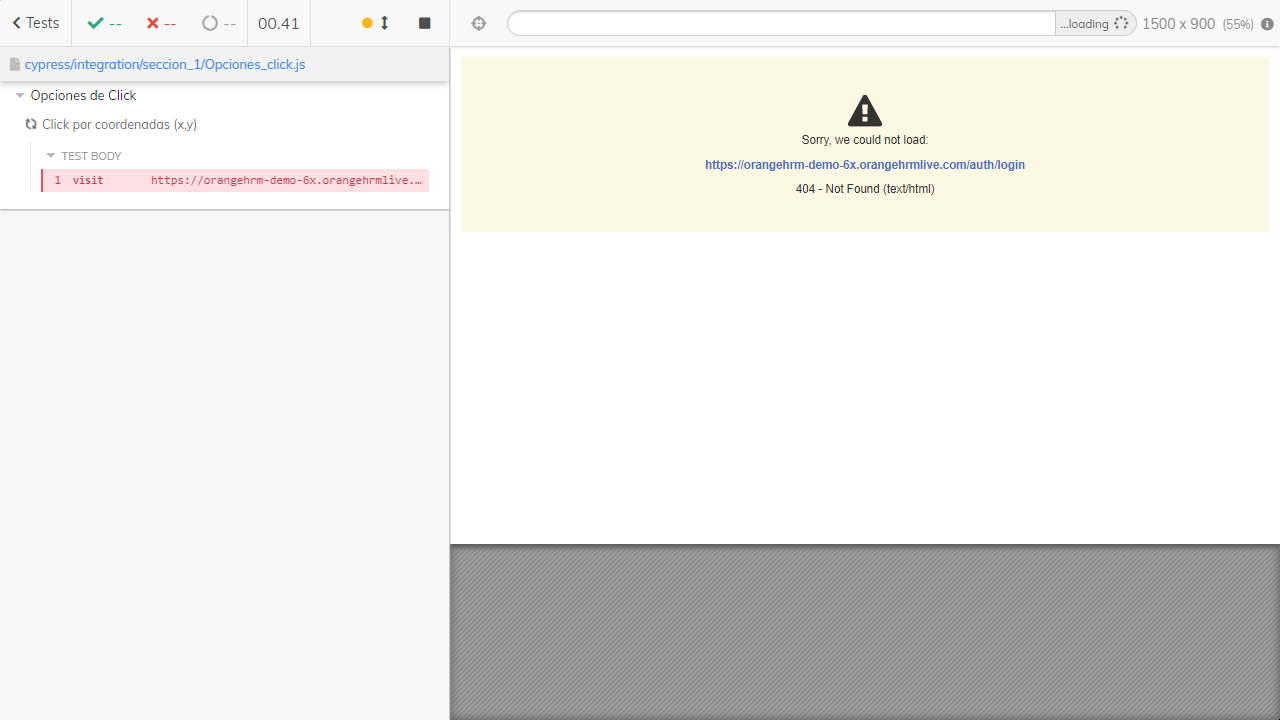 Tests
--
--
--
00.41
...loading
1500 x 900 (55%)
cypress/integration/seccion_1/Opciones_click.js
Opciones de Click
Click por coordenadas (x,y)
TEST BODY
1 visit https://orangehrm-demo-6x.orangehrmlive.…
Sorry, we could not load:
https://orangehrm-demo-6x.orangehrmlive.com/auth/login
404 - Not Found (text/html)